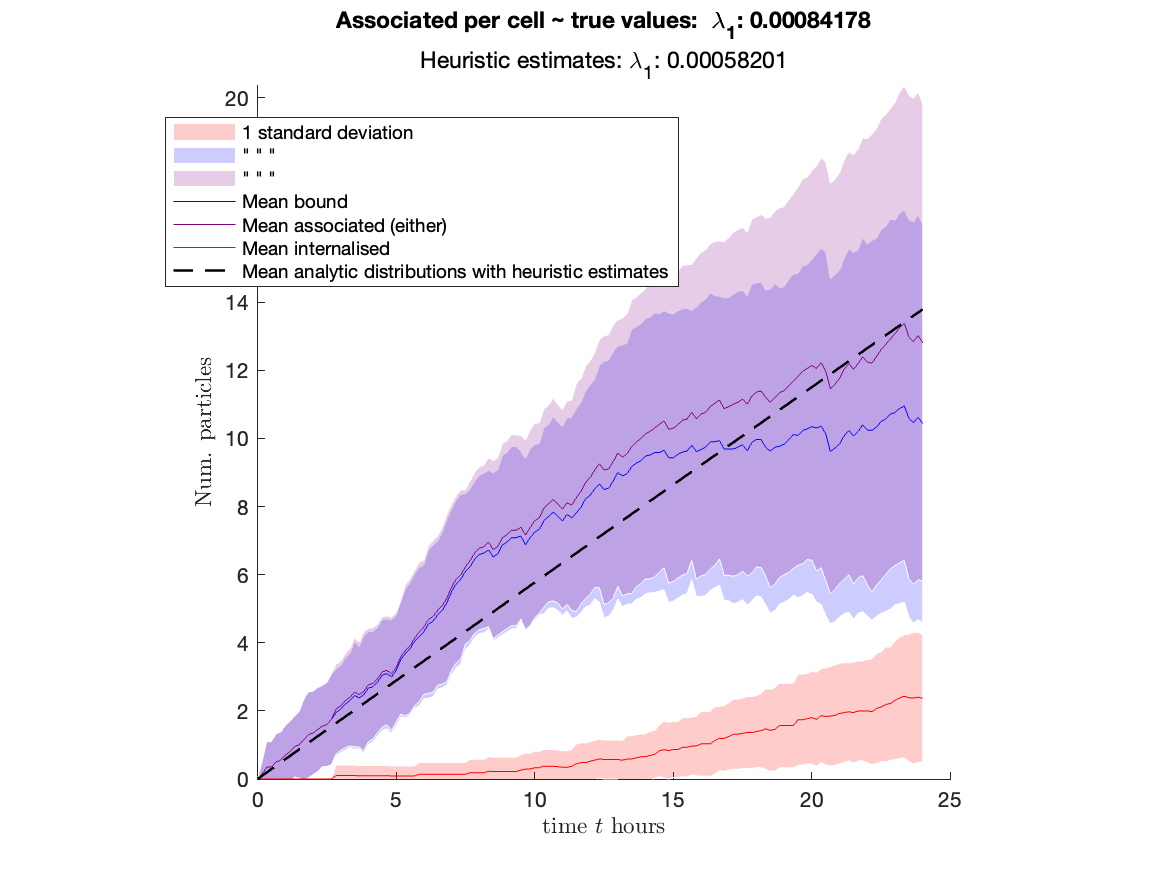 Associated per cell ~ true values: λ₁: 0.00084178
Heuristic estimates: λ₁: 0.00058201
20
1 standard deviation
" " "
" " "
Mean bound
Mean associated (either)
Mean internalised
Mean analytic distributions with heuristic estimates
14
12
10
8
6
4
2
0
Num. particles
0 5 10 15 20 25
time t hours